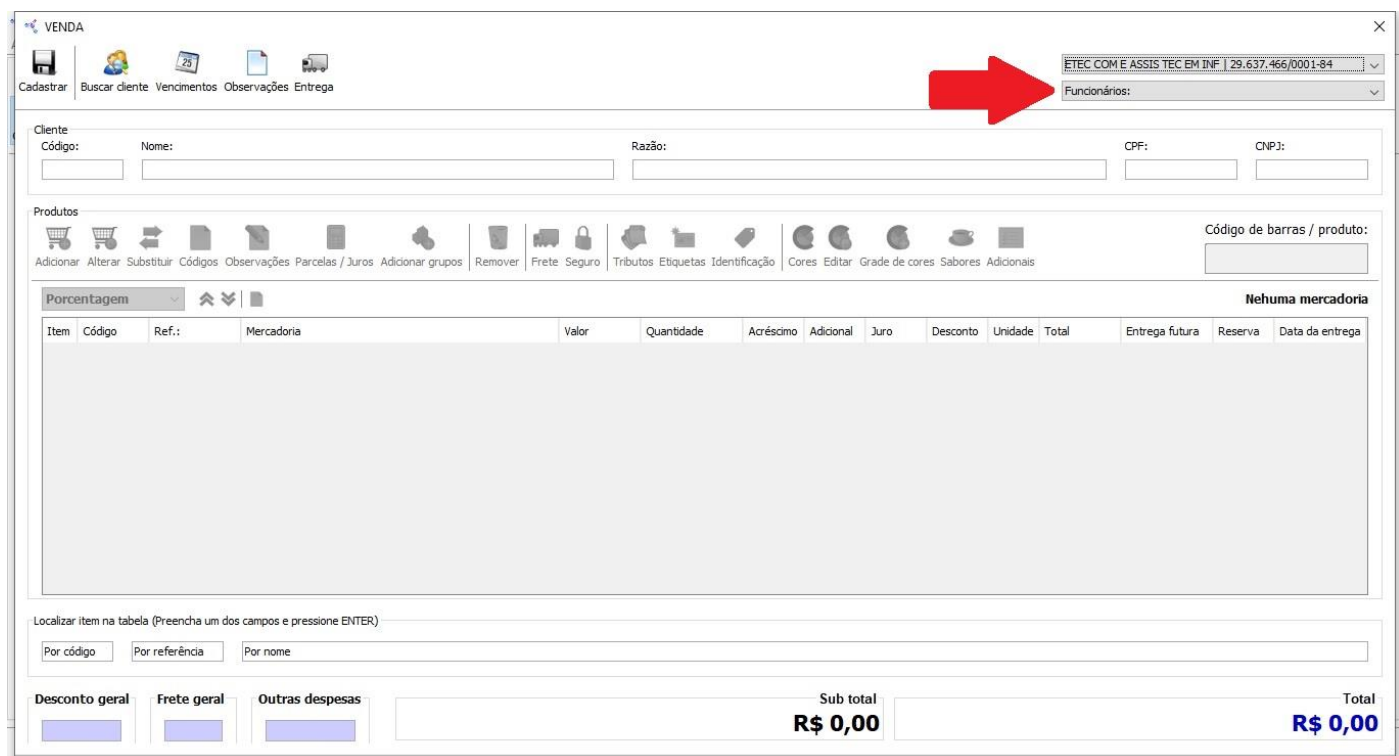 VENDA
25
Cadastrar Buscar cliente Vencimentos Observações Entrega
ETEC COM E ASSIS TEC EM INF | 29.637.466/0001-84
Funcionários:
Cliente
Código: Nome: Razão: CPF: CNPJ:
Produtos
Código de barras / produto:
Adicionar Alterar Substituir Códigos Observações Parcelas / Juros Adicionar grupos Remover Frete Seguro Tributos Etiquetas Identificação Cores Editar Grade de cores Sabores Adicionais
Porcentagem Nehuma mercadoria
Item Código Ref.: Mercadoria Valor Quantidade Acréscimo Adicional Juro Desconto Unidade Total Entrega futura Reserva Data da entrega
Localizar item na tabela (Preencha um dos campos e pressione ENTER)
Por código Por referência Por nome
Desconto geral Frete geral Outras despesas Sub total Total
R$ 0,00 R$ 0,00